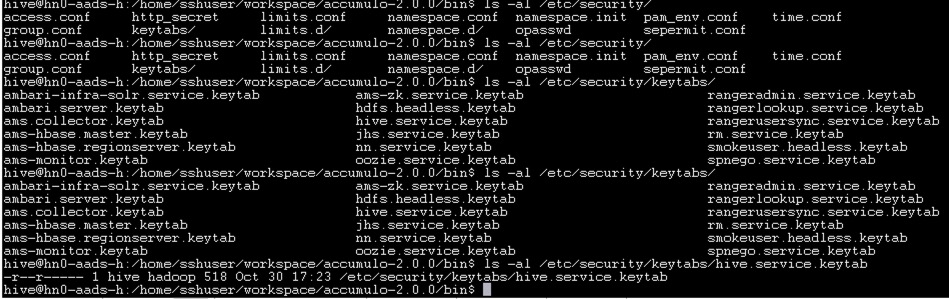 hive@hn0-aads-h:/home/sshuser/workspace/accumulo-2.0.0/bin$ ls -al /etc/security/
access.conf http_secret limits.conf namespace.conf namespace.init pam_env.conf time.conf
group.conf keytabs/ limits.d/ namespace.d/ opasswd sepermit.conf
hive@hn0-aads-h:/home/sshuser/workspace/accumulo-2.0.0/bin$ ls -al /etc/security/
access.conf http_secret limits.conf namespace.conf namespace.init pam_env.conf time.conf
group.conf keytabs/ limits.d/ namespace.d/ opasswd sepermit.conf
hive@hn0-aads-h:/home/sshuser/workspace/accumulo-2.0.0/bin$ ls -al /etc/security/keytabs/
ambari-infra-solr.service.keytab ams-zk.service.keytab rangeradmin.service.keytab
ambari.server.keytab hdfs.headless.keytab rangerlookup.service.keytab
ams.collector.keytab hive.service.keytab rangerusersync.service.keytab
ams-hbase.master.keytab jhs.service.keytab rm.service.keytab
ams-hbase.regionserver.keytab nn.service.keytab smokeuser.headless.keytab
ams-monitor.keytab oozie.service.keytab spnego.service.keytab
hive@hn0-aads-h:/home/sshuser/workspace/accumulo-2.0.0/bin$ ls -al /etc/security/keytabs/
ambari-infra-solr.service.keytab ams-zk.service.keytab rangeradmin.service.keytab
ambari.server.keytab hdfs.headless.keytab rangerlookup.service.keytab
ams.collector.keytab hive.service.keytab rangerusersync.service.keytab
ams-hbase.master.keytab jhs.service.keytab rm.service.keytab
ams-hbase.regionserver.keytab nn.service.keytab smokeuser.headless.keytab
ams-monitor.keytab oozie.service.keytab spnego.service.keytab
hive@hn0-aads-h:/home/sshuser/workspace/accumulo-2.0.0/bin$ ls -al /etc/security/keytabs/hive.service.keytab
-r--r----- 1 hive hadoop 518 Oct 30 17:23 /etc/security/keytabs/hive.service.keytab
hive@hn0-aads-h:/home/sshuser/workspace/accumulo-2.0.0/bin$